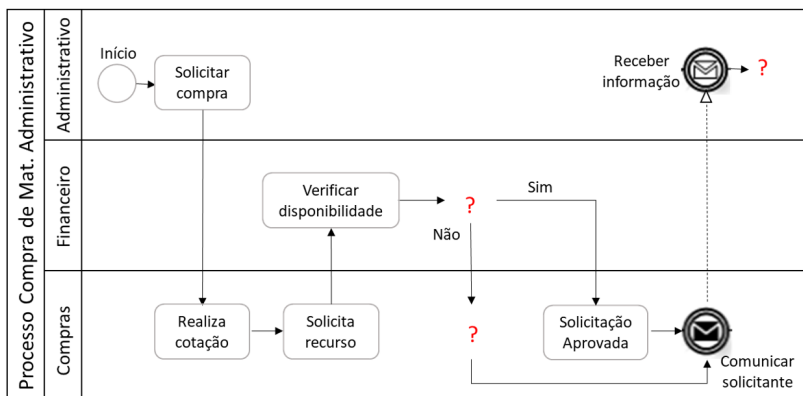 Processo Compra de Mat. Administrativo
Administrativo
Início
Solicitar
compra
Receber
informação
?
Financeiro
Verificar
disponibilidade
?
Sim
Não
Compras
Realiza
cotação
Solicita
recurso
?
Solicitação
Aprovada
Comunicar
solicitante